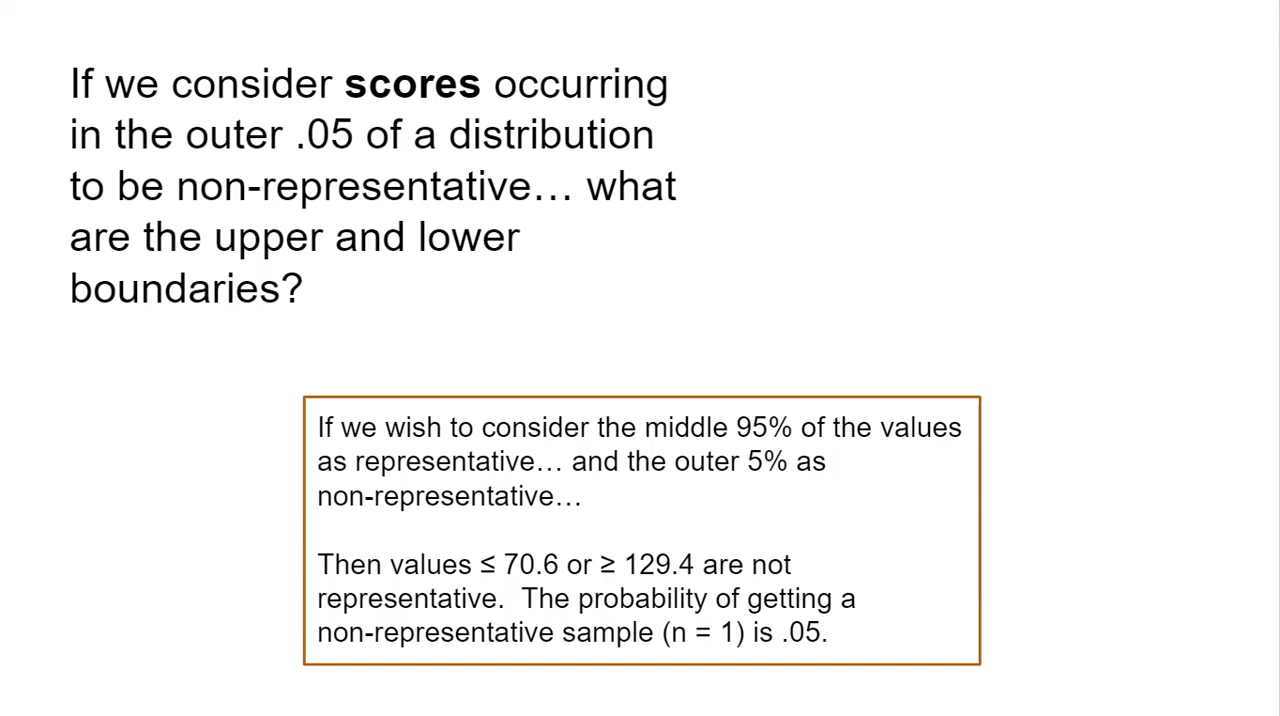 If we consider scores occurring
in the outer .05 of a distribution
to be non-representative… what
are the upper and lower
boundaries?
If we wish to consider the middle 95% of the values
as representative… and the outer 5% as
non-representative…
Then values ≤ 70.6 or ≥ 129.4 are not
representative.  The probability of getting a
non-representative sample (n = 1) is .05.